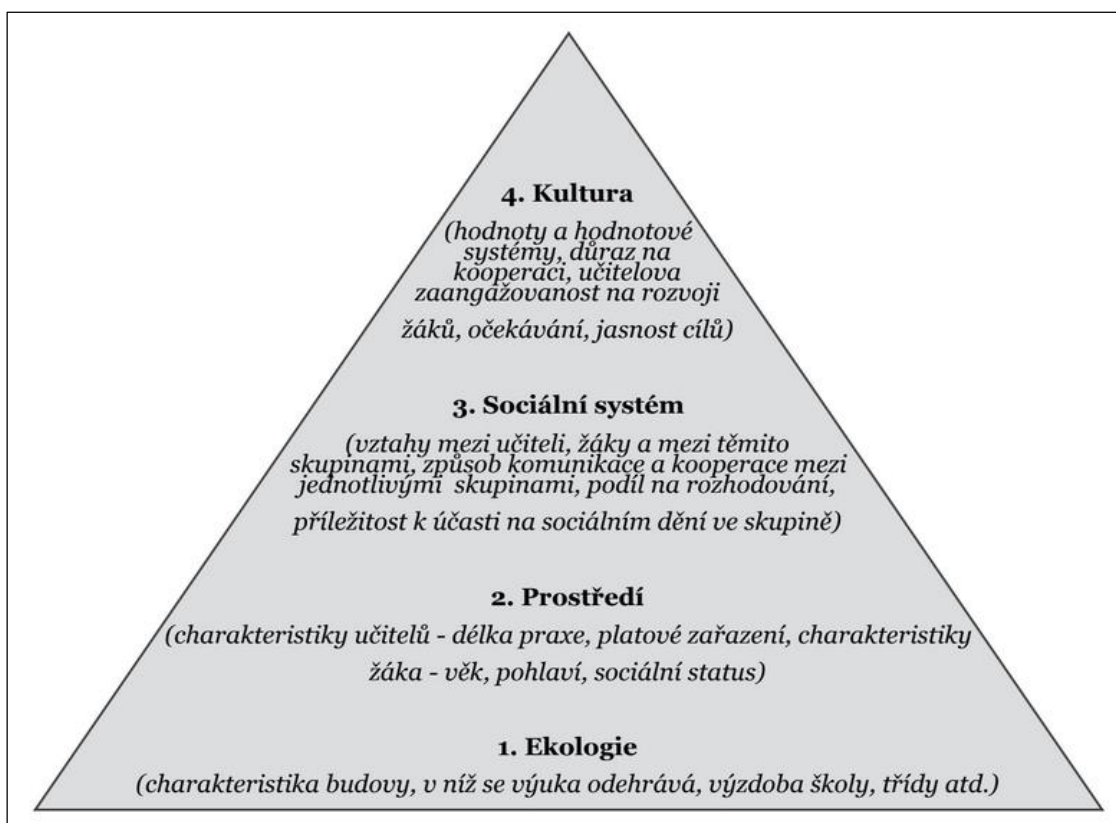 4. Kultura
(hodnoty a hodnotové
systémy, důraz na
kooperaci, učitelova
zaangažovanost na rozvoji
žáků, očekávání, jasnost cílů)
3. Sociální systém
(vztahy mezi učiteli, žáky a mezi těmito
skupinami, způsob komunikace a kooperace mezi
jednotlivými skupinami, podíl na rozhodování,
příležitost k účasti na sociálním dění ve skupině)
2. Prostředí
(charakteristiky učitelů - délka praxe, platové zařazení, charakteristiky
žáka - věk, pohlaví, sociální status)
1. Ekologie
(charakteristika budovy, v níž se výuka odehrává, výzdoba školy, třídy atd.)